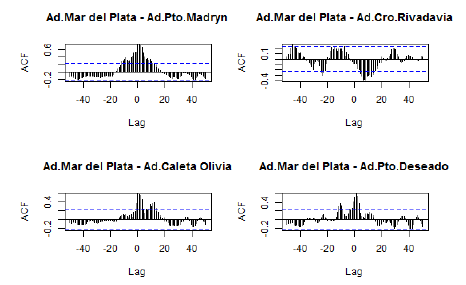 Ad.Mar del Plata - Ad.Pto.Madryn
Ad.Mar del Plata - Ad.Cro.Rivadavia
ACF
0.6
-0.2
-40 -20 0 20 40
Lag
ACF
0.1
-0.4
-40 -20 0 20 40
Lag
Ad.Mar del Plata - Ad.Caleta Olivia
Ad.Mar del Plata - Ad.Pto.Deseado
ACF
0.4
-0.2
-40 -20 0 20 40
Lag
ACF
0.4
-0.2
-40 -20 0 20 40
Lag